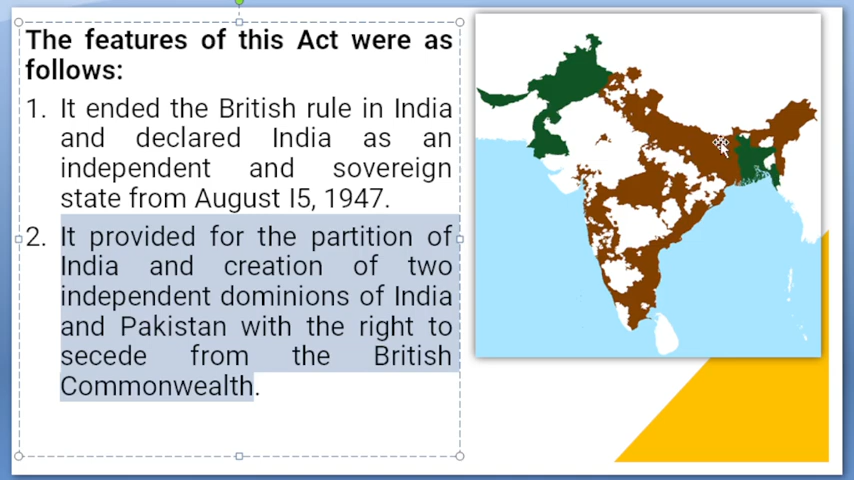 The features of this Act were as
follows:
1. It ended the British rule in India
and declared India as an
independent and sovereign
state from August I5, 1947.
2. It provided for the partition of
India and creation of two
independent dominions of India
and Pakistan with the right to
secede from the British
Commonwealth.